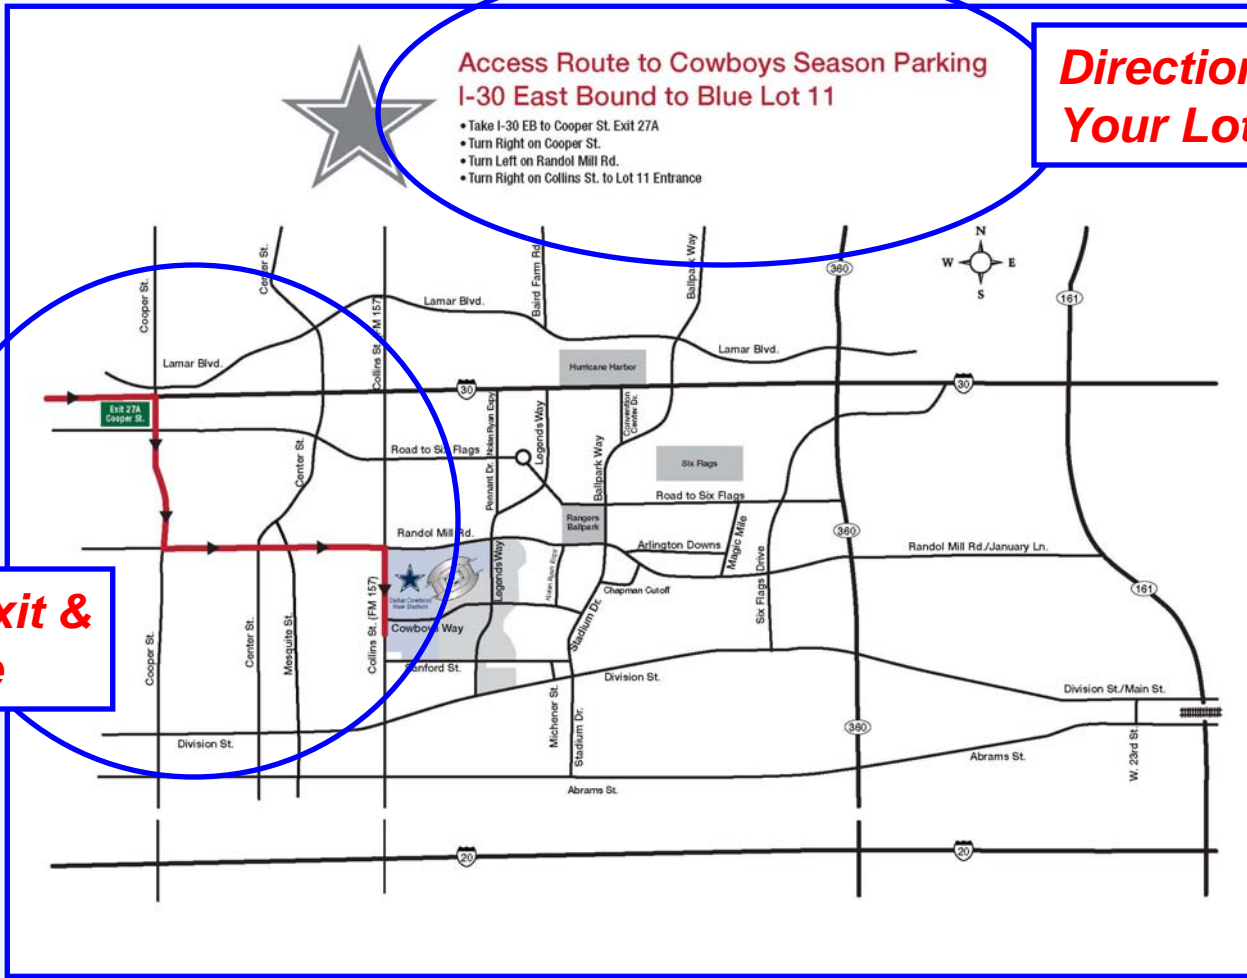 Access Route to Cowboys Season Parking
I-30 East Bound to Blue Lot 11
• Take I-30 EB to Cooper St. Exit 27A
• Turn Right on Cooper St.
• Turn Left on Randol Mill Rd.
• Turn Right on Collins St. to Lot 11 Entrance
Direction
Your Lot
N
W
E
S
Cooper St.
Center St.
Collins St. (FM 157)
Baird Farm Rd.
Ballpark Way
360
161
Lamar Blvd.
Lamar Blvd.
Lamar Blvd.
Hurricane Harbor
30
30
Exit 27A
Cooper St.
Center St.
Road to Six Flags
Pennant Dr.
Nolan Ryan Expy
Legends Way
Ballpark Way
Convention
Center Dr.
Six Flags
Road to Six Flags
Rangers
Ballpark
Randol Mill Rd.
Arlington Downs
Magic Mile
Six Flags Drive
360
Randol Mill Rd./January Ln.
161
Dallas Cowboys
New Stadium
Legends Way
Nolan Ryan Expy
Chapman Cutoff
Stadium Dr.
Cowboys Way
Sanford St.
xit &
e
Cooper St.
Center St.
Mesquite St.
Collins St. (FM 157)
Division St.
Division St.
Division St./Main St.
Michener St.
Stadium Dr.
360
Abrams St.
Abrams St.
W. 23rd St.
20
20